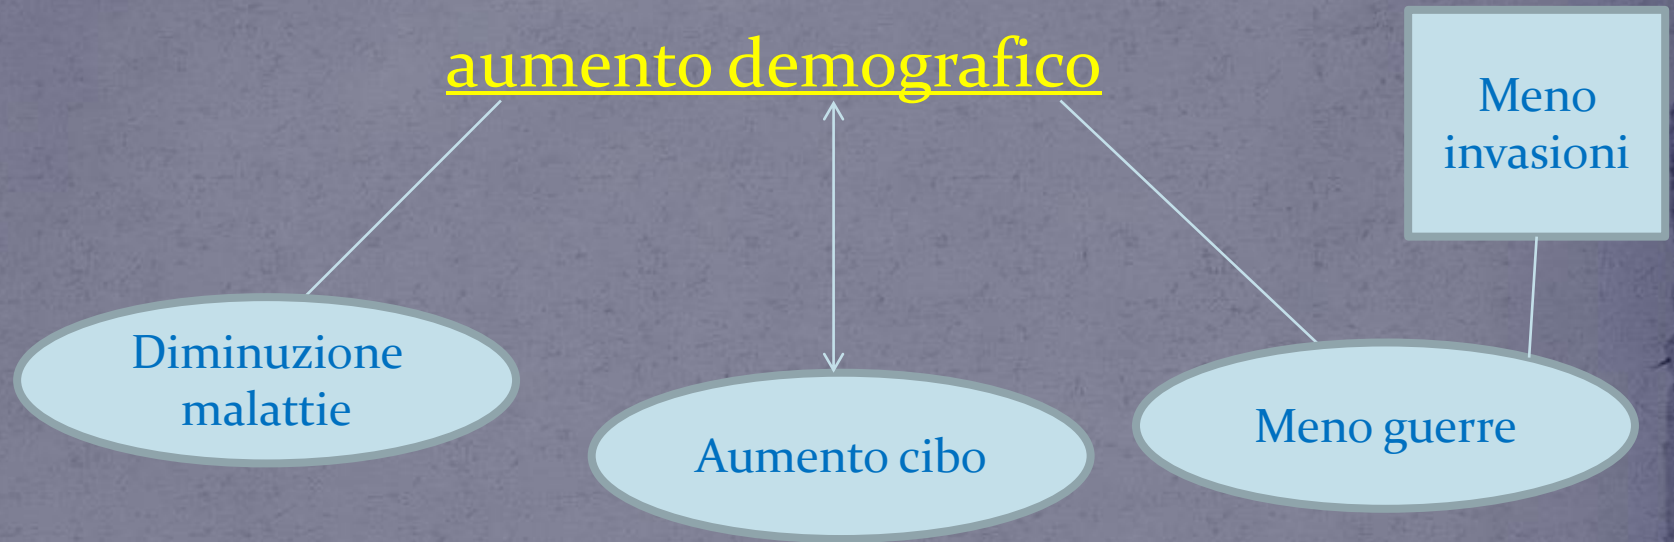 aumento demografico
Meno
invasioni
Diminuzione
malattie
Aumento cibo
Meno guerre